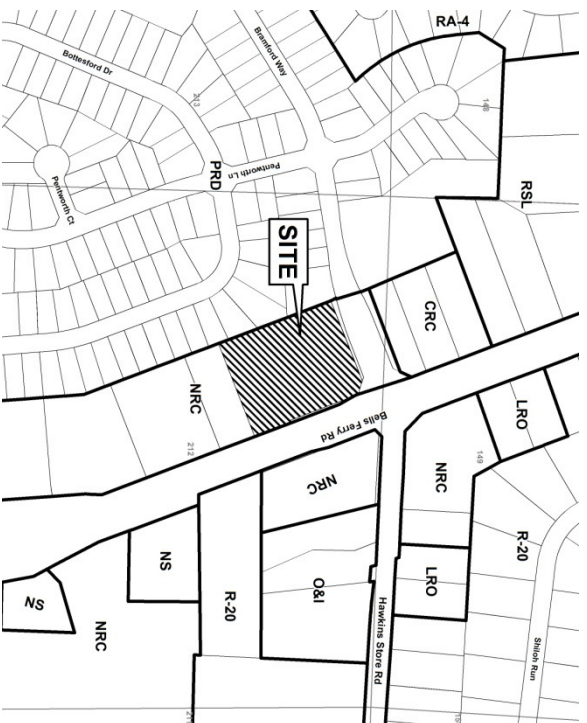 RA-4
Bramford Way
Bottesford Dr
213
148
PRD
Pentworth Ln
RSL
Pentworth Ct
SITE
CRC
LRO
NRC
Bells Ferry Rd
212
149
NRC
NRC
R-20
NS
O&I
LRO
R-20
NS
NRC
Hawkins Store Rd
Shiloh Run